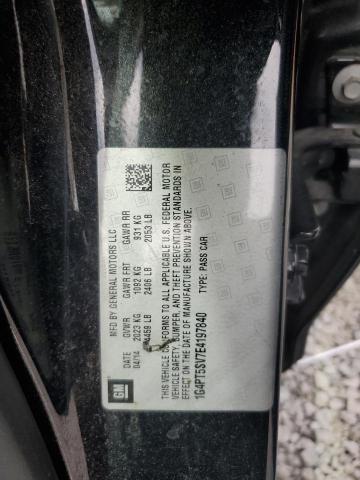 GM
MFD BY GENERAL MOTORS LLC
DATE GVWR GAWR FRT GAWR RR
04/14 2023 KG 1092 KG 931 KG
4459 LB 2406 LB 2053 LB
THIS VEHICLE CONFORMS TO ALL APPLICABLE U.S. FEDERAL MOTOR
VEHICLE SAFETY, BUMPER, AND THEFT PREVENTION STANDARDS IN
EFFECT ON THE DATE OF MANUFACTURE SHOWN ABOVE.
1G4PT5SV7E4197840 TYPE: PASS CAR